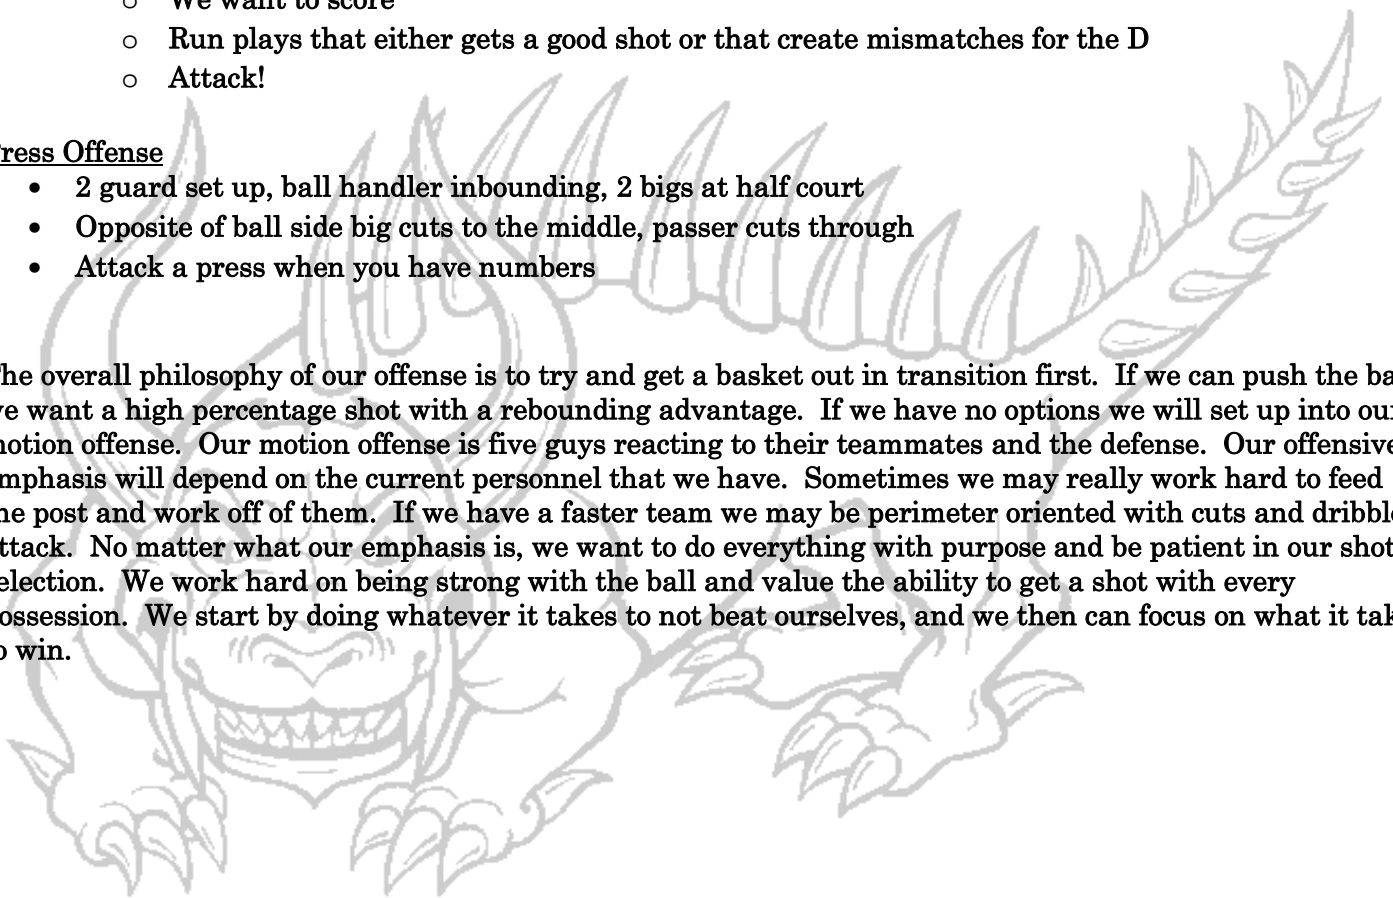 o We want to score
o Run plays that either gets a good shot or that create mismatches for the D
o Attack!
ress Offense
• 2 guard set up, ball handler inbounding, 2 bigs at half court
• Opposite of ball side big cuts to the middle, passer cuts through
• Attack a press when you have numbers
he overall philosophy of our offense is to try and get a basket out in transition first.  If we can push the ba
e want a high percentage shot with a rebounding advantage.  If we have no options we will set up into our
otion offense.  Our motion offense is five guys reacting to their teammates and the defense.  Our offensive
mphasis will depend on the current personnel that we have.  Sometimes we may really work hard to feed
he post and work off of them.  If we have a faster team we may be perimeter oriented with cuts and dribble
ttack.  No matter what our emphasis is, we want to do everything with purpose and be patient in our shot
election.  We work hard on being strong with the ball and value the ability to get a shot with every
ossession.  We start by doing whatever it takes to not beat ourselves, and we then can focus on what it tak
o win.